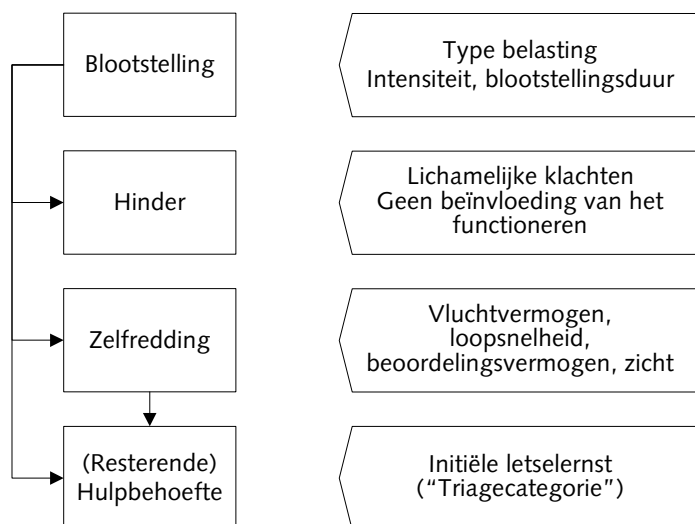 Blootstelling
Type belasting
Intensiteit, blootstellingsduur
Hinder
Lichamelijke klachten
Geen beïnvloeding van het
functioneren
Zelfredding
Vluchtvermogen,
loopsnelheid,
beoordelingsvermogen, zicht
(Resterende)
Hulpbehoefte
Initiële letselernst
(“Triagecategorie”)